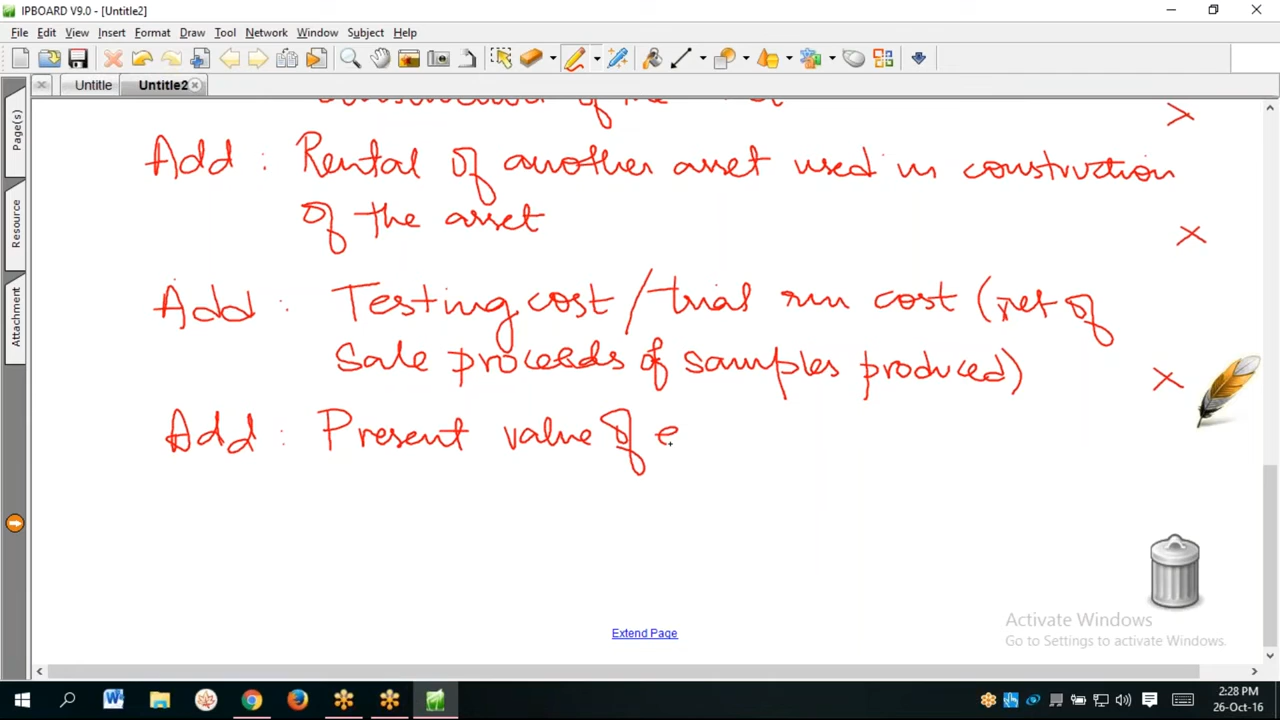 IPBOARD V9.0 - [Untitle2]
File Edit View Insert Format Draw Tool Network Window Subject Help
Untitle Untitle2
Page(s)
Resource
Attachment
of the
Add : Rental of another asset used in construction
of the asset
×
Add : Testing cost/trial run cost (net of
Sale proceeds of samples produced)
×
Add : Present value of e
Extend Page
Activate Windows
Go to Settings to activate Windows.
2:28 PM
26-Oct-16